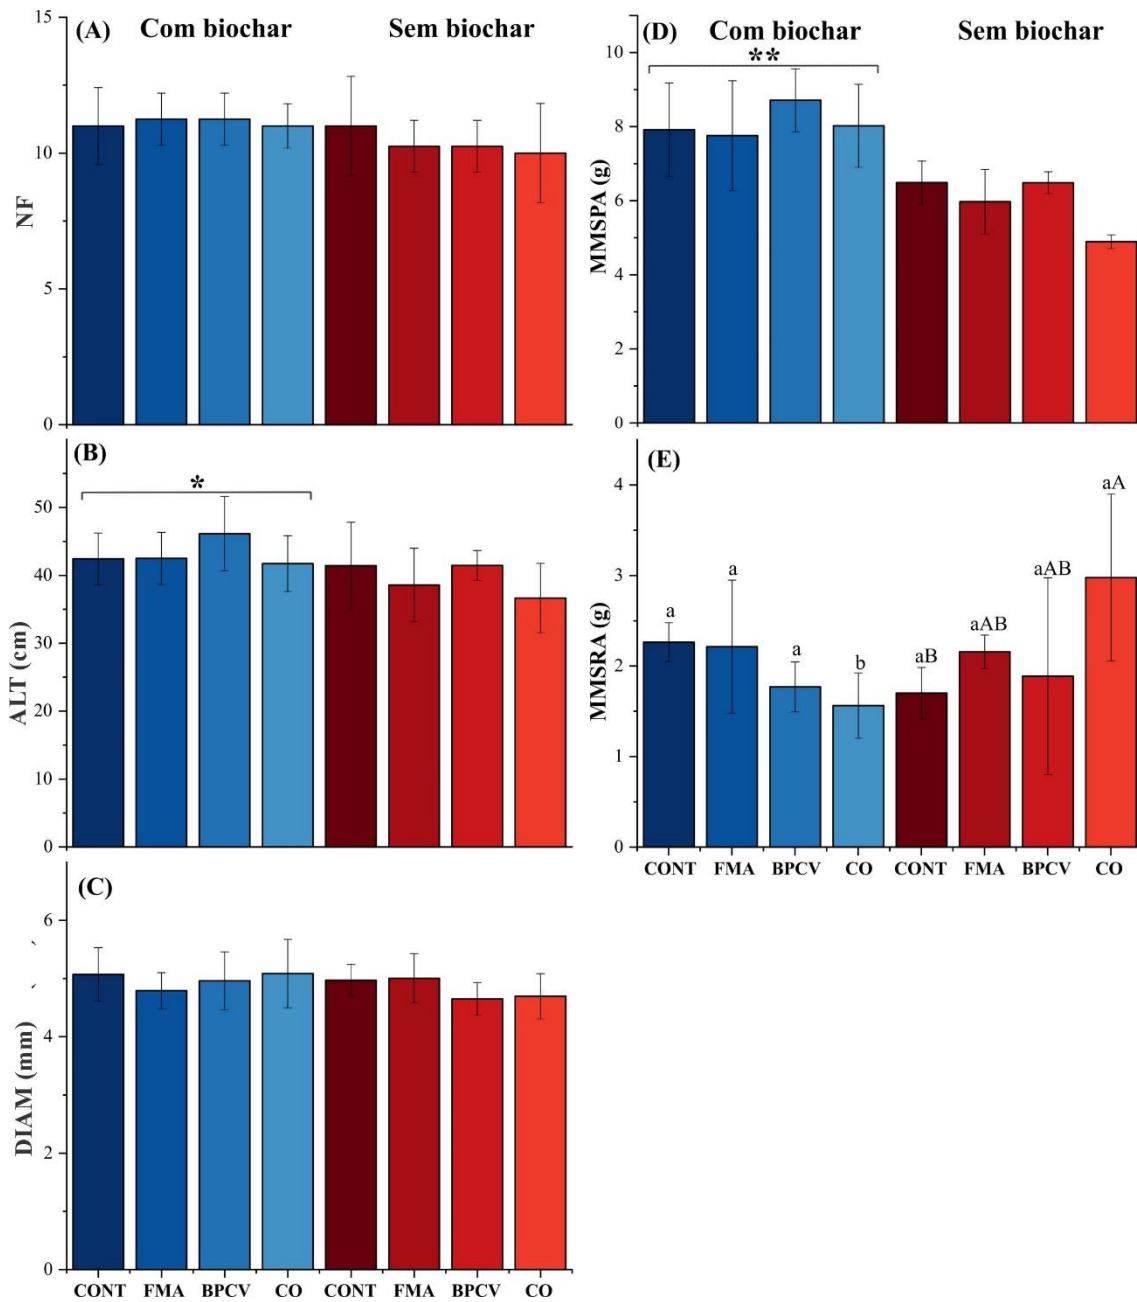 (A)
Com biochar
Sem biochar
15
10
5
0
NF
(B)
*
50
40
30
20
10
0
ALT (cm)
(C)
6
4
2
0
DIAM (mm)
CONT FMA BPCV CO CONT FMA BPCV CO
(D)
Com biochar
Sem biochar
**
10
8
6
4
2
0
MMSPA (g)
(E)
4
3
2
1
0
MMSRA (g)
a a a b aB aAB aAB aA
CONT FMA BPCV CO CONT FMA BPCV CO